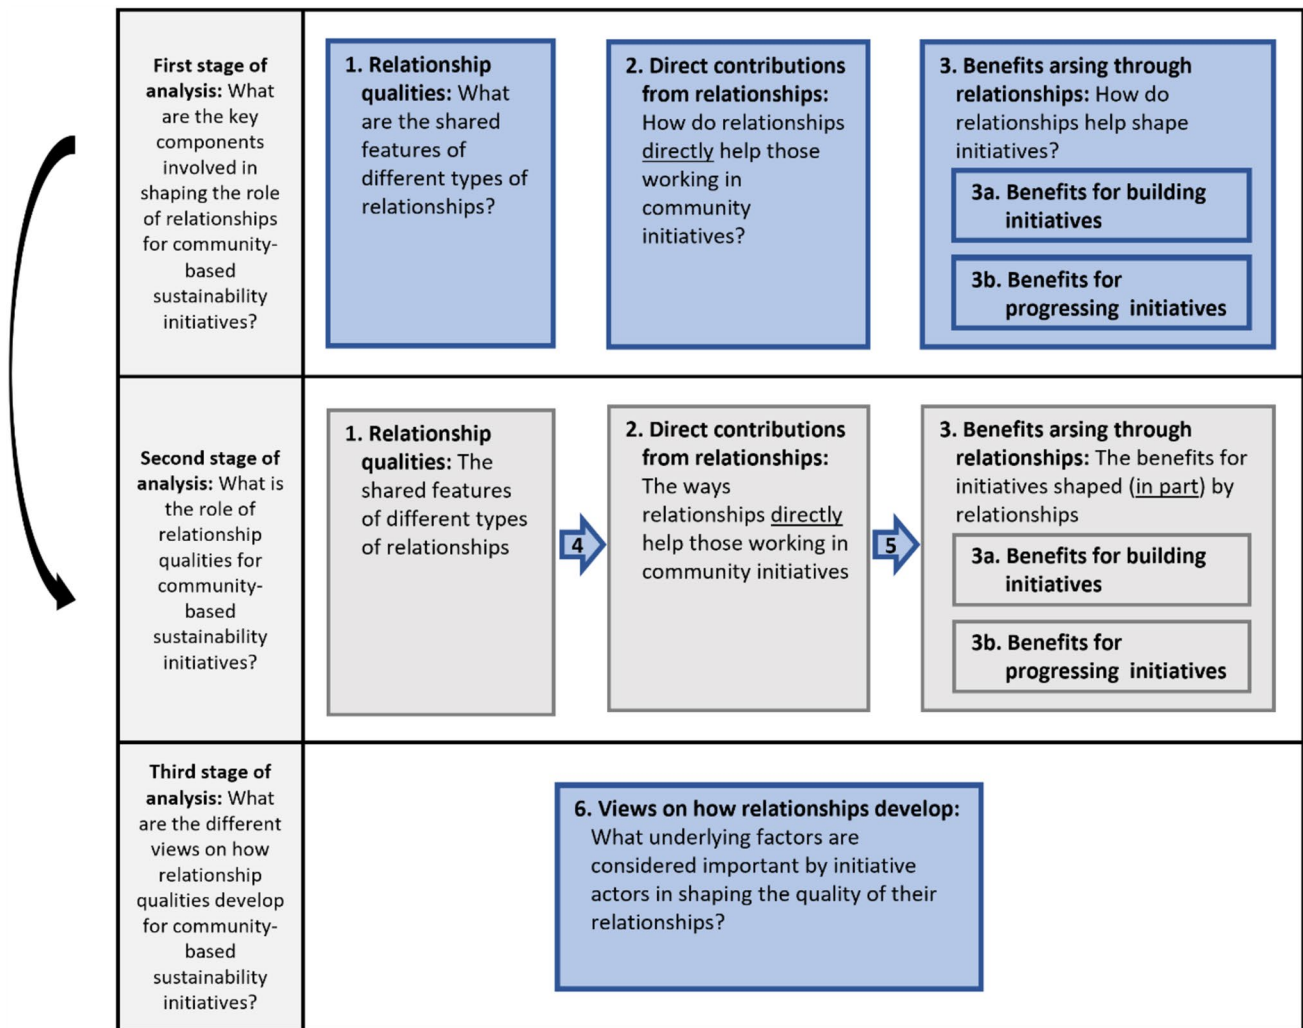 First stage of
analysis: What
are the key
components
involved in
shaping the role
of relationships
for community-
based
sustainability
initiatives?
1. Relationship
qualities: What
are the shared
features of
different types of
relationships?
2. Direct contributions
from relationships:
How do relationships
directly help those
working in
community
initiatives?
3. Benefits arsing through
relationships: How do
relationships help shape
initiatives?
3a. Benefits for building
initiatives
3b. Benefits for
progressing initiatives
Second stage of
analysis: What is
the role of
relationship
qualities for
community-
based
sustainability
initiatives?
1. Relationship
qualities: The
shared features
of different types
of relationships
4
2. Direct contributions
from relationships:
The ways
relationships directly
help those working in
community initiatives
5
3. Benefits arsing through
relationships: The benefits for
initiatives shaped (in part) by
relationships
3a. Benefits for building
initiatives
3b. Benefits for
progressing initiatives
Third stage of
analysis: What
are the different
views on how
relationship
qualities develop
for community-
based
sustainability
initiatives?
6. Views on how relationships develop:
What underlying factors are
considered important by initiative
actors in shaping the quality of their
relationships?